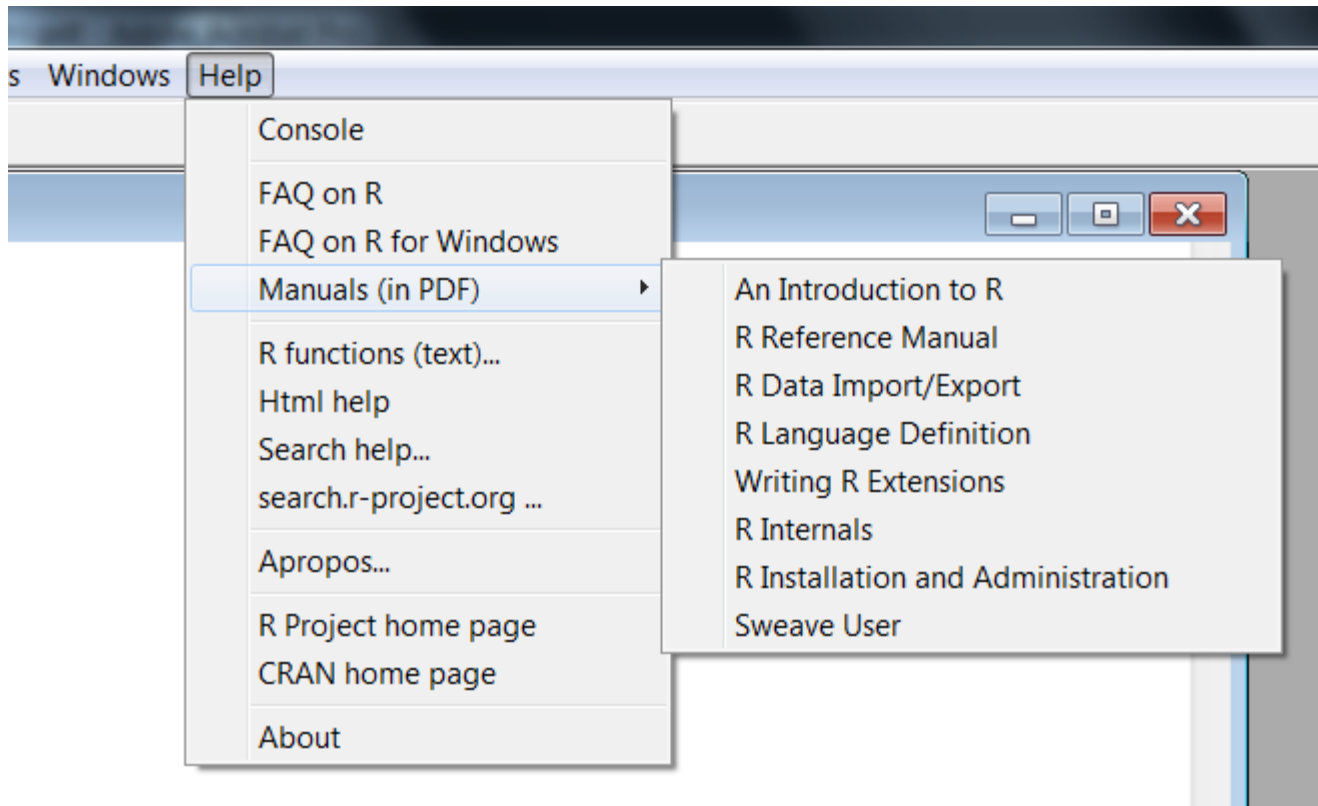 s Windows Help
Console
FAQ on R
FAQ on R for Windows
Manuals (in PDF)
R functions (text)...
Html help
Search help...
search.r-project.org ...
Apropos...
R Project home page
CRAN home page
About
An Introduction to R
R Reference Manual
R Data Import/Export
R Language Definition
Writing R Extensions
R Internals
R Installation and Administration
Sweave User